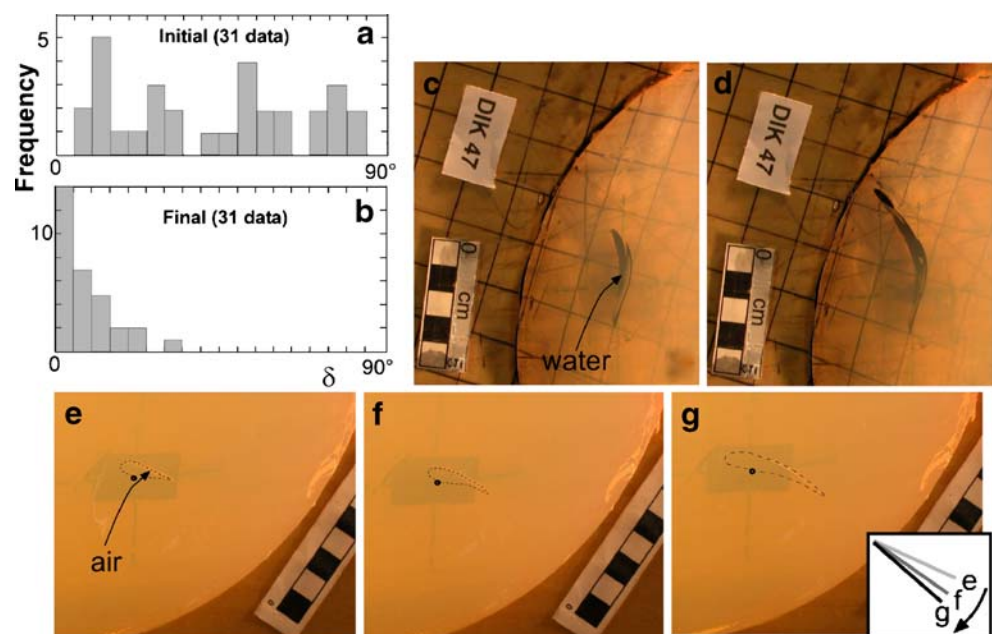 Initial (31 data)
a
5
Frequency
0
90°
Final (31 data)
b
10
0
δ
90°
c
DIK 47
0
cm
water
d
DIK 47
0
cm
e
air
f
g
e
f
g